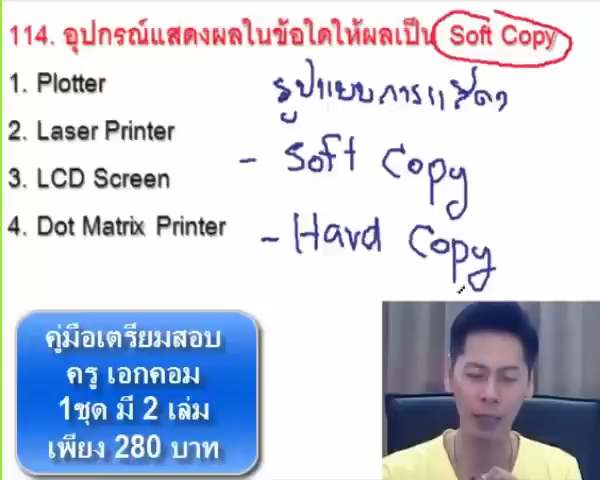 114. อุปกรณ์แสดงผลในข้อใดให้ผลเป็น Soft Copy
1. Plotter
2. Laser Printer
3. LCD Screen
4. Dot Matrix Printer
รูปแบบการแสดง
- Soft Copy
- Hard Copy
คู่มือเตรียมสอบ
ครู เอกคอม
1ชุด มี 2 เล่ม
เพียง 280 บาท